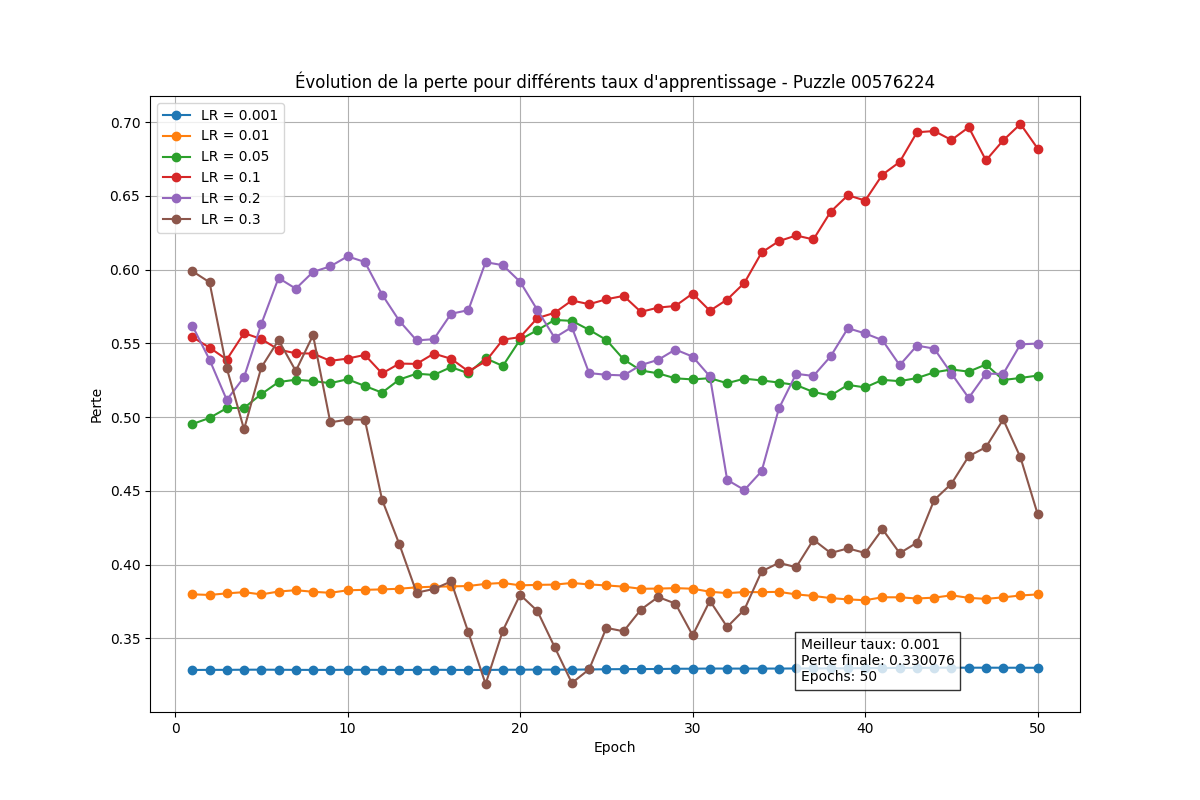 Évolution de la perte pour différents taux d'apprentissage - Puzzle 00576224
LR = 0.001
LR = 0.01
LR = 0.05
LR = 0.1
LR = 0.2
LR = 0.3
0.70
0.65
0.60
0.55
0.50
0.45
0.40
0.35
Perte
Meilleur taux: 0.001
Perte finale: 0.330076
Epochs: 50
0 10 20 30 40 50
Epoch